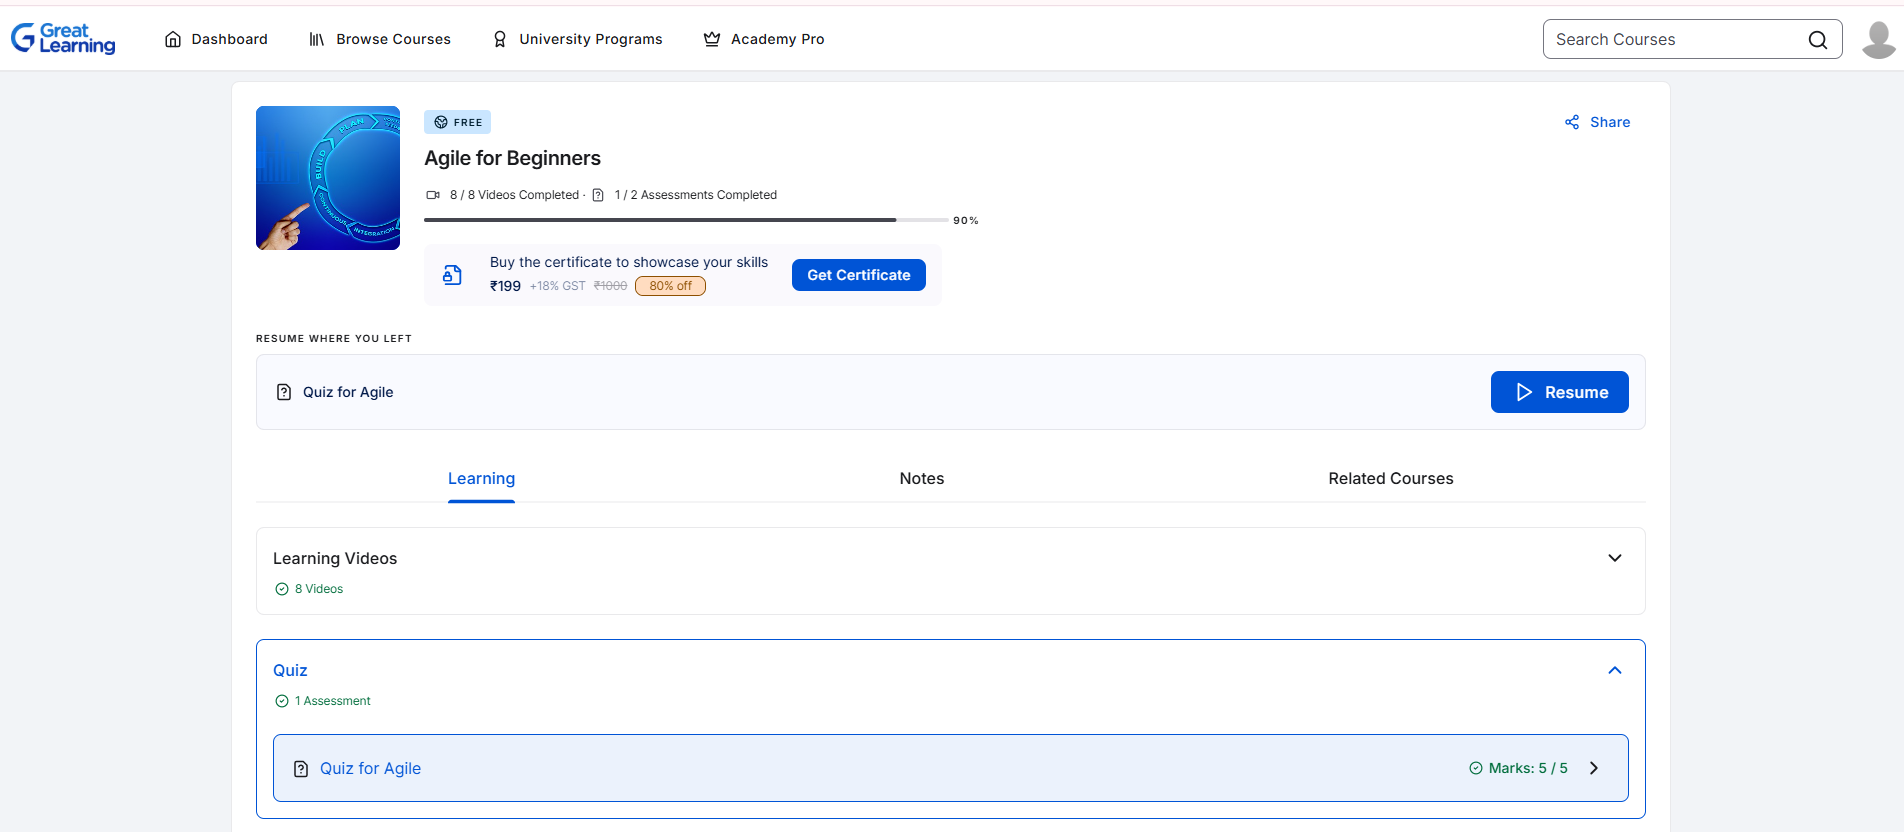 Great Learning
Dashboard
Browse Courses
University Programs
Academy Pro
Search Courses
PLAN
BUILD
CONTINUOUS
INTEGRATION
FREE
Share
Agile for Beginners
8 / 8 Videos Completed · 1 / 2 Assessments Completed
90%
Buy the certificate to showcase your skills
₹199 +18% GST ₹1000 80% off
Get Certificate
RESUME WHERE YOU LEFT
Quiz for Agile
Resume
Learning
Notes
Related Courses
Learning Videos
8 Videos
Quiz
1 Assessment
Quiz for Agile
Marks: 5 / 5